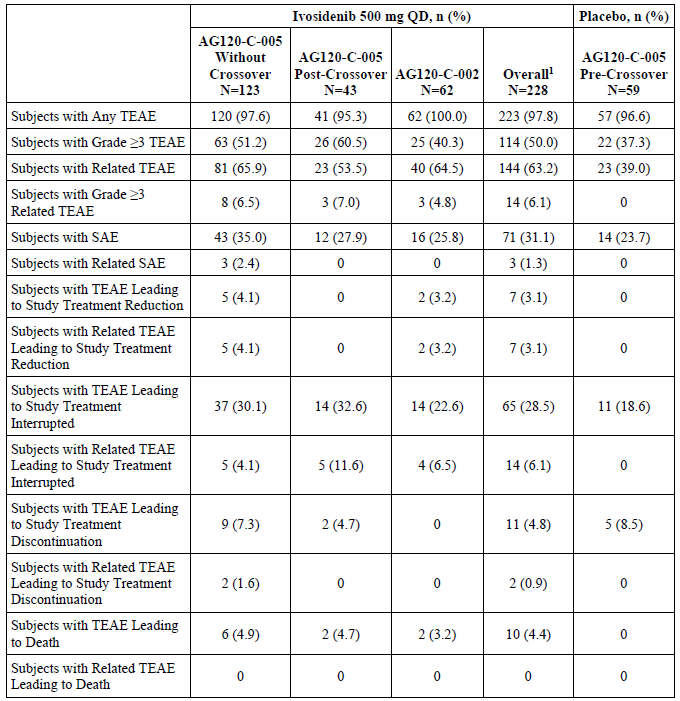 Ivosidenib 500 mg QD, n (%) Placebo, n (%)
AG120-C-005
Without
Crossover
N=123
AG120-C-005
Post-Crossover
N=43
AG120-C-002
N=62
Overall1
N=228
AG120-C-005
Pre-Crossover
N=59
Subjects with Any TEAE 120 (97.6) 41 (95.3) 62 (100.0) 223 (97.8) 57 (96.6)
Subjects with Grade ≥3 TEAE 63 (51.2) 26 (60.5) 25 (40.3) 114 (50.0) 22 (37.3)
Subjects with Related TEAE 81 (65.9) 23 (53.5) 40 (64.5) 144 (63.2) 23 (39.0)
Subjects with Grade ≥3
Related TEAE 8 (6.5) 3 (7.0) 3 (4.8) 14 (6.1) 0
Subjects with SAE 43 (35.0) 12 (27.9) 16 (25.8) 71 (31.1) 14 (23.7)
Subjects with Related SAE 3 (2.4) 0 0 3 (1.3) 0
Subjects with TEAE Leading
to Study Treatment Reduction 5 (4.1) 0 2 (3.2) 7 (3.1) 0
Subjects with Related TEAE
Leading to Study Treatment
Reduction 5 (4.1) 0 2 (3.2) 7 (3.1) 0
Subjects with TEAE Leading
to Study Treatment
Interrupted 37 (30.1) 14 (32.6) 14 (22.6) 65 (28.5) 11 (18.6)
Subjects with Related TEAE
Leading to Study Treatment
Interrupted 5 (4.1) 5 (11.6) 4 (6.5) 14 (6.1) 0
Subjects with TEAE Leading
to Study Treatment
Discontinuation 9 (7.3) 2 (4.7) 0 11 (4.8) 5 (8.5)
Subjects with Related TEAE
Leading to Study Treatment
Discontinuation 2 (1.6) 0 0 2 (0.9) 0
Subjects with TEAE Leading
to Death 6 (4.9) 2 (4.7) 2 (3.2) 10 (4.4) 0
Subjects with Related TEAE
Leading to Death 0 0 0 0 0